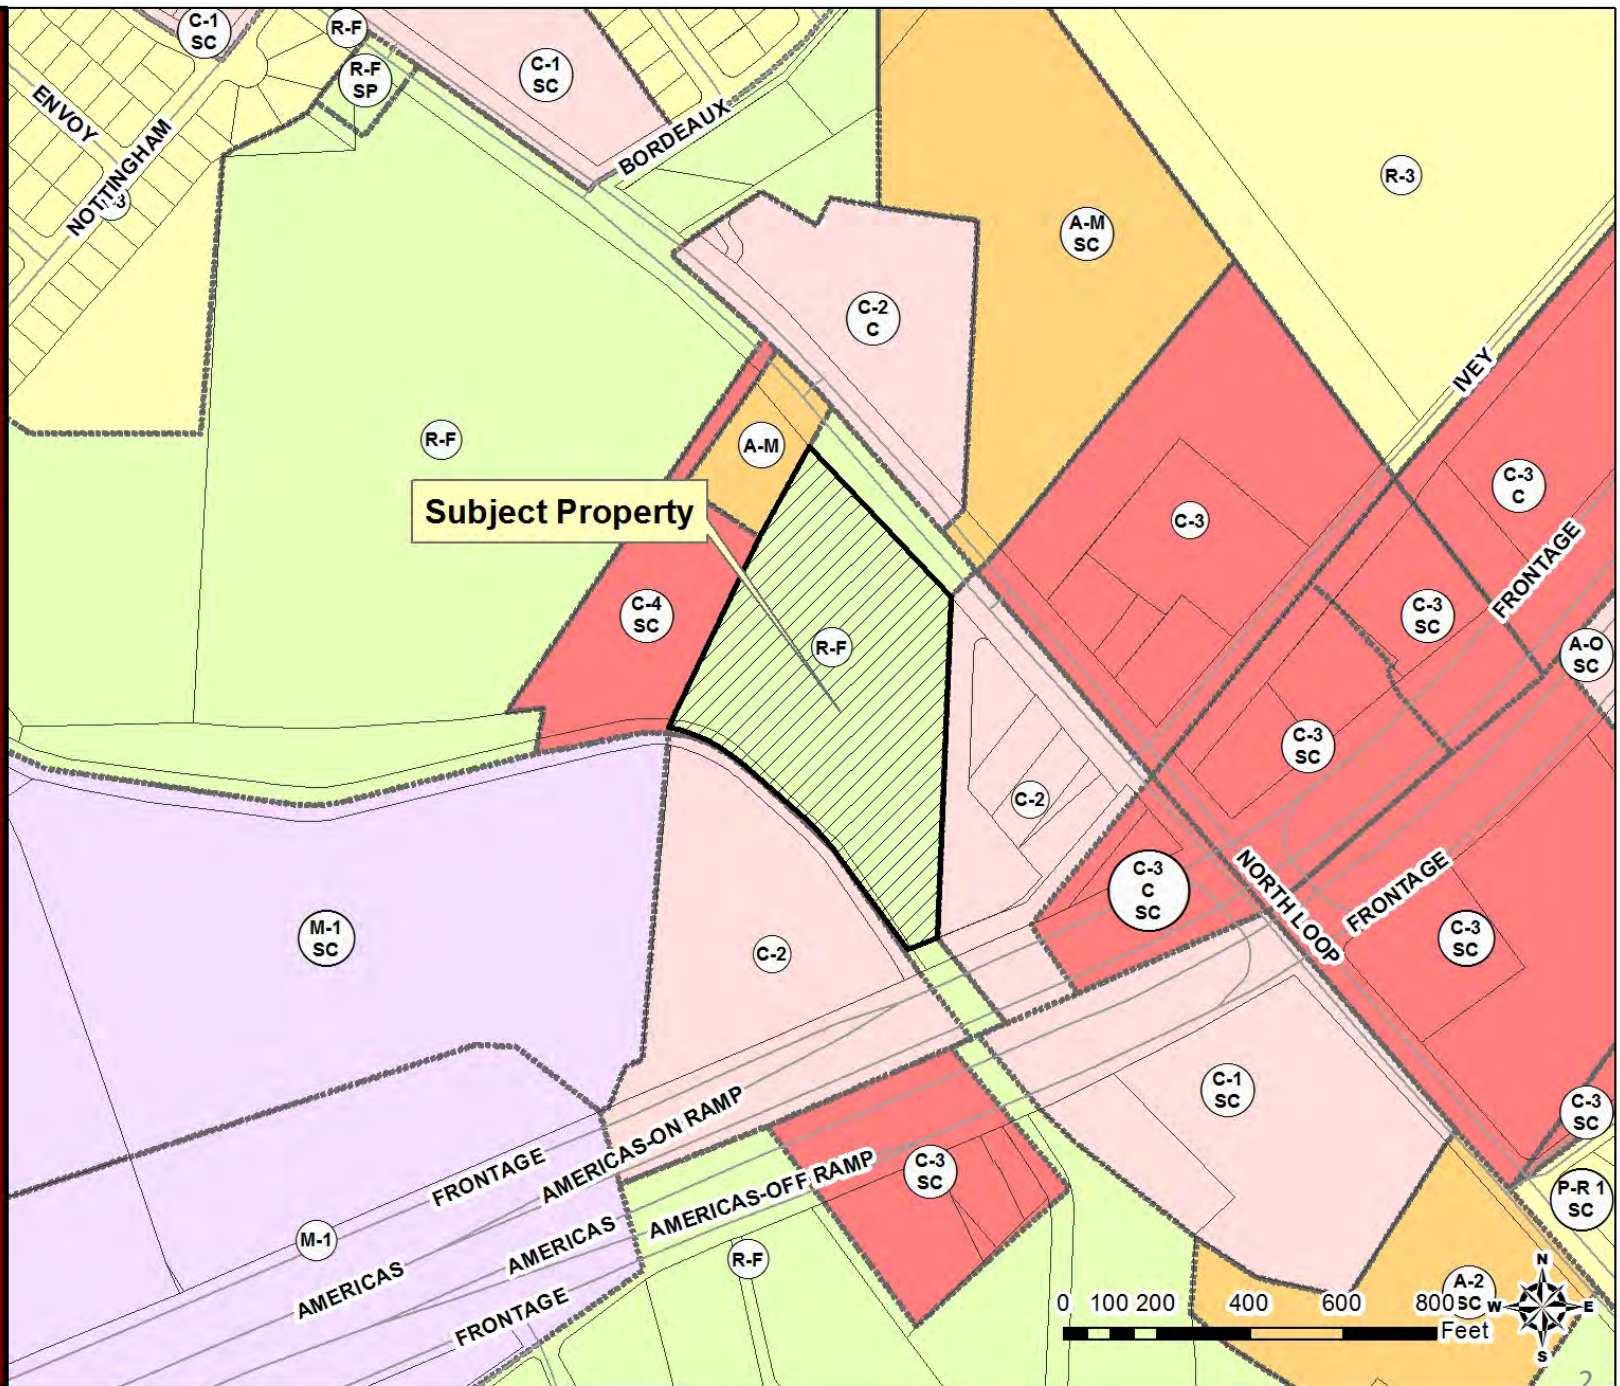 C-1
SC
R-F
R-F
SP
C-1
SC
ENVOY
NOTTINGHAM
BORDEAUX
R-3
A-M
SC
C-2
C
IVEY
R-F
A-M
Subject Property
C-3
C-3
C
FRONTAGE
C-4
SC
R-F
C-3
SC
A-O
SC
C-3
SC
C-2
C-3
C
SC
NORTH LOOP
FRONTAGE
C-3
SC
M-1
SC
C-2
C-1
SC
C-3
SC
AMERICAS-ON RAMP
FRONTAGE
C-3
SC
AMERICAS-OFF RAMP
P-R 1
SC
M-1
AMERICAS
AMERICAS
R-F
FRONTAGE
A-2
SC
N
W
E
S
0 100 200 400 600 800
Feet
2